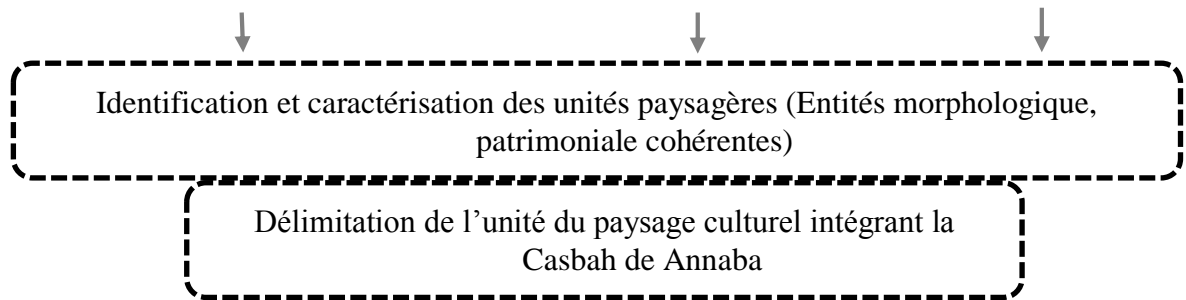 Identification et caractérisation des unités paysagères (Entités morphologique,
patrimoniale cohérentes)
Délimitation de l’unité du paysage culturel intégrant la
Casbah de Annaba